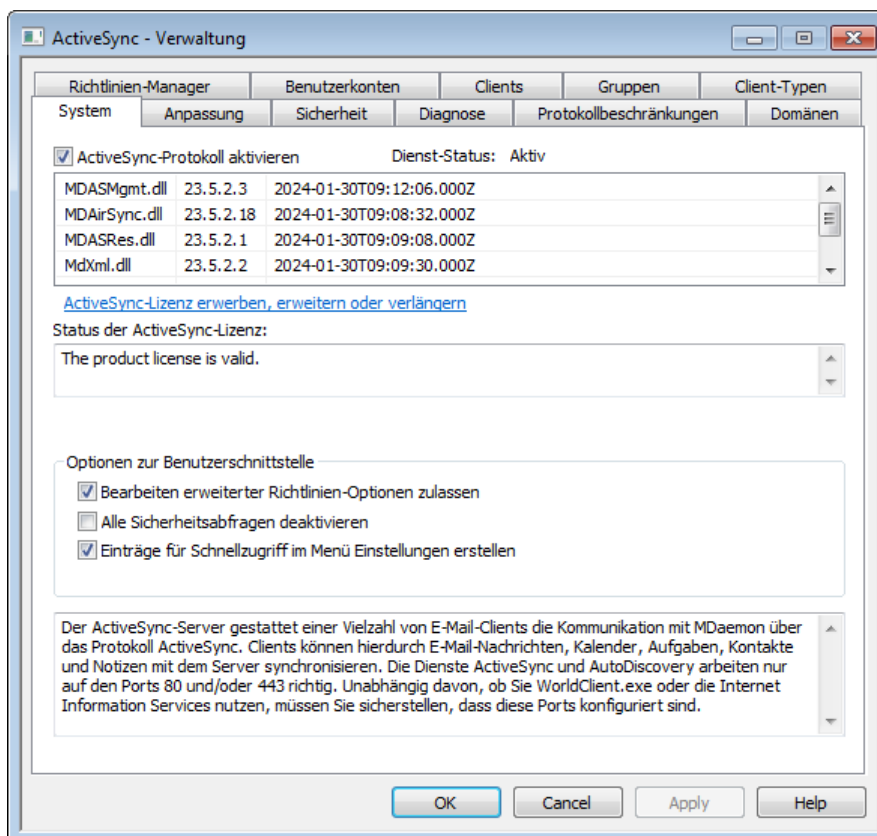 ActiveSync - Verwaltung
Richtlinien-Manager Benutzerkonten Clients Gruppen Client-Typen
System Anpassung Sicherheit Diagnose Protokollbeschränkungen Domänen
ActiveSync-Protokoll aktivieren Dienst-Status: Aktiv
MDASMgmt.dll 23.5.2.3 2024-01-30T09:12:06.000Z
MDAirSync.dll 23.5.2.18 2024-01-30T09:08:32.000Z
MDASRes.dll 23.5.2.1 2024-01-30T09:09:08.000Z
MdXml.dll 23.5.2.2 2024-01-30T09:09:30.000Z
ActiveSync-Lizenz erwerben, erweitern oder verlängern
Status der ActiveSync-Lizenz:
The product license is valid.
Optionen zur Benutzerschnittstelle
Bearbeiten erweiterter Richtlinien-Optionen zulassen
Alle Sicherheitsabfragen deaktivieren
Einträge für Schnellzugriff im Menü Einstellungen erstellen
Der ActiveSync-Server gestattet einer Vielzahl von E-Mail-Clients die Kommunikation mit MDaemon über
das Protokoll ActiveSync. Clients können hierdurch E-Mail-Nachrichten, Kalender, Aufgaben, Kontakte
und Notizen mit dem Server synchronisieren. Die Dienste ActiveSync und AutoDiscovery arbeiten nur
auf den Ports 80 und/oder 443 richtig. Unabhängig davon, ob Sie WorldClient.exe oder die Internet
Information Services nutzen, müssen Sie sicherstellen, dass diese Ports konfiguriert sind.
OK Cancel Apply Help